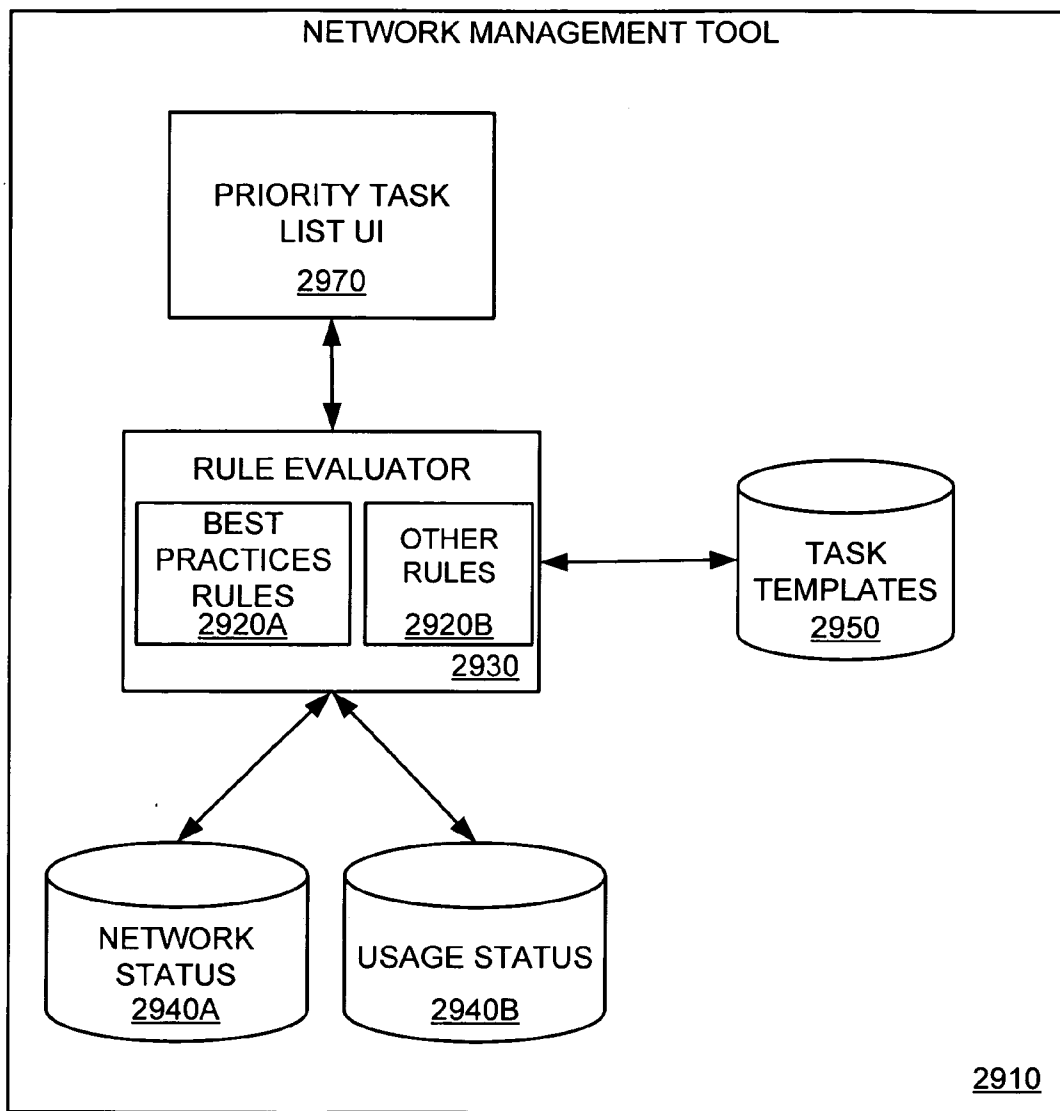 NETWORK MANAGEMENT TOOL
PRIORITY TASK
LIST UI
2970
RULE EVALUATOR
BEST
PRACTICES
RULES
2920A
OTHER
RULES
2920B
2930
TASK
TEMPLATES
2950
NETWORK
STATUS
2940A
USAGE STATUS
2940B
2910